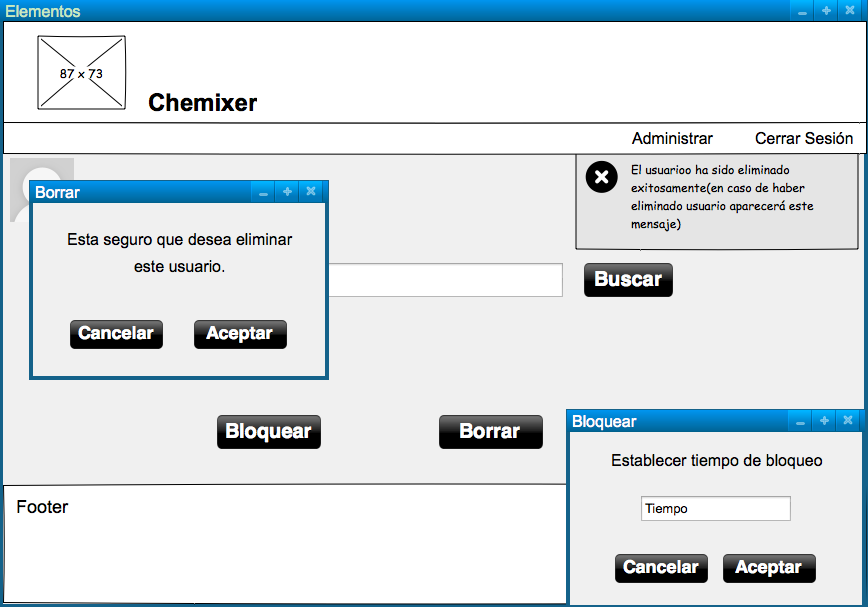 Elementos
87 x 73
Chemixer
Administrar
Cerrar Sesión
El usuarioo ha sido eliminado
exitosamente(en caso de haber
eliminado usuario aparecerá este
mensaje)
Borrar
Esta seguro que desea eliminar
este usuario.
Cancelar
Aceptar
Buscar
Bloquear
Borrar
Bloquear
Establecer tiempo de bloqueo
Tiempo
Cancelar
Aceptar
Footer